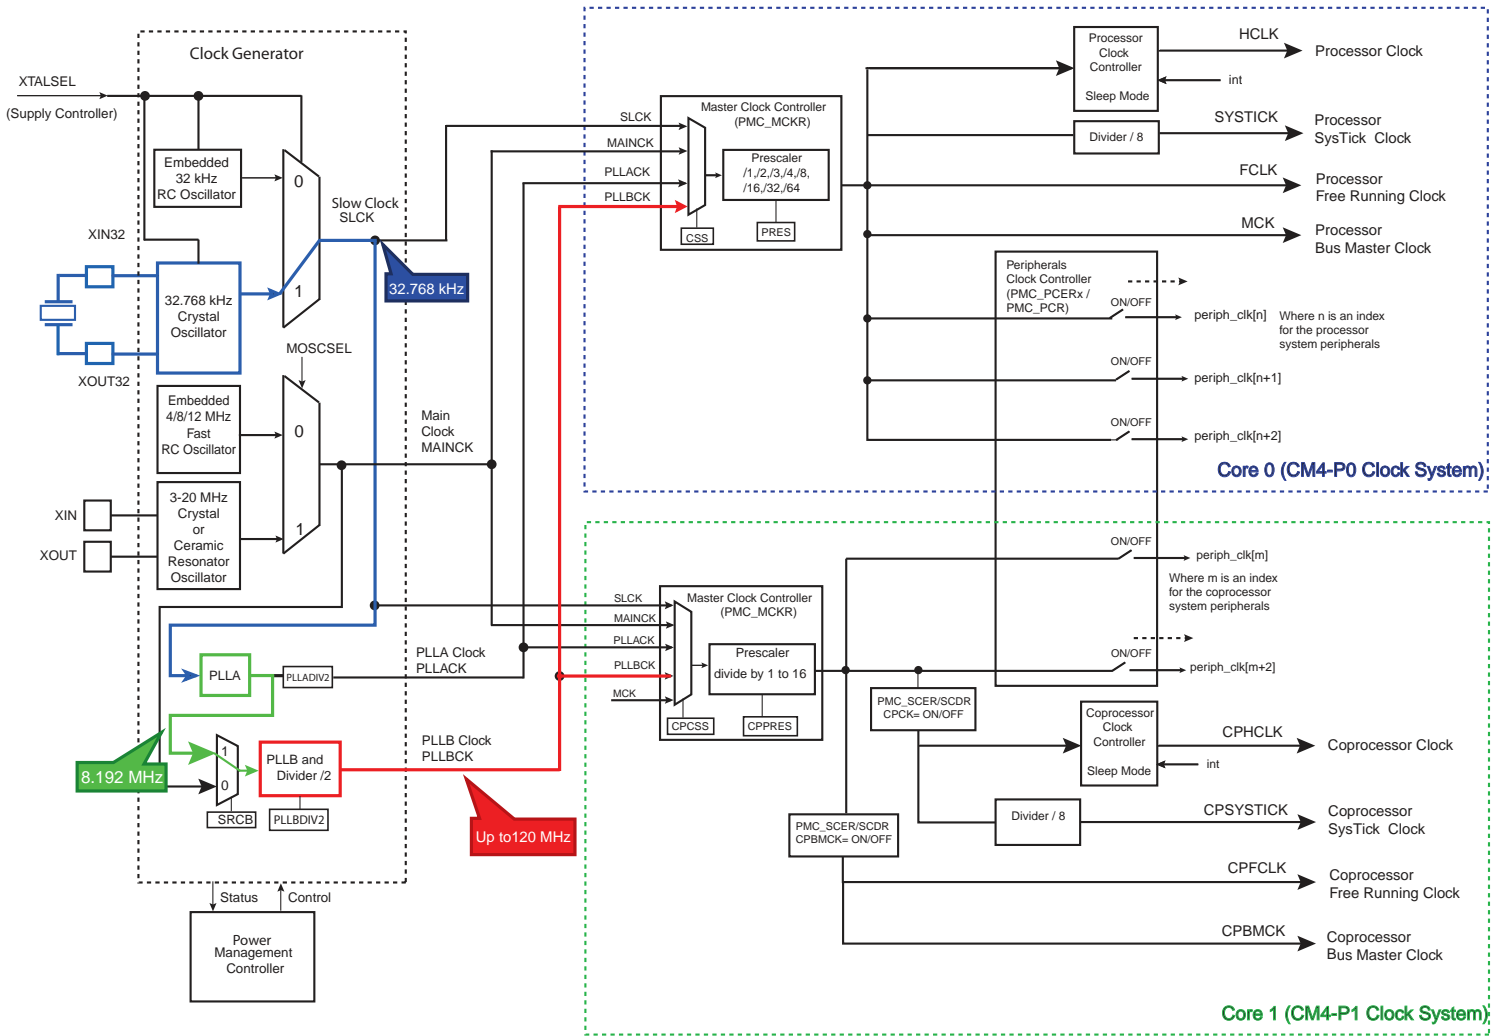 Clock Generator
XTALSEL
(Supply Controller)
Embedded
32 kHz
RC Oscillator
0
1
Slow Clock
SLCK
XIN32
32.768 kHz
Crystal
Oscillator
XOUT32
32.768 kHz
MOSCSEL
Embedded
4/8/12 MHz
Fast
RC Oscillator
0
1
Main
Clock
MAINCK
XIN
XOUT
3-20 MHz
Crystal
or
Ceramic
Resonator
Oscillator
PLLA
PLLADIV2
PLLA Clock
PLLACK
8.192 MHz
1
0
SRCB
PLLB and
Divider /2
PLLBDIV2
PLLB Clock
PLLBCK
Up to120 MHz
Status
Control
Power
Management
Controller
SLCK
MAINCK
PLLACK
PLLBCK
Master Clock Controller
(PMC_MCKR)
Prescaler
/1,/2,/3,/4,/8,
/16,/32,/64
CSS
PRES
Processor
Clock
Controller
Sleep Mode
HCLK
Processor Clock
int
Divider / 8
SYSTICK
Processor
SysTick Clock
FCLK
Processor
Free Running Clock
MCK
Processor
Bus Master Clock
Peripherals
Clock Controller
(PMC_PCERx /
PMC_PCR)
ON/OFF
periph_clk[n]
Where n is an index
for the processor
system peripherals
ON/OFF
periph_clk[n+1]
ON/OFF
periph_clk[n+2]
Core 0 (CM4-P0 Clock System)
SLCK
MAINCK
PLLACK
PLLBCK
MCK
Master Clock Controller
(PMC_MCKR)
Prescaler
divide by 1 to 16
CPCSS
CPPRES
ON/OFF
periph_clk[m]
Where m is an index
for the coprocessor
system peripherals
ON/OFF
periph_clk[m+2]
PMC_SCER/SCDR
CPCK= ON/OFF
Coprocessor
Clock
Controller
Sleep Mode
CPHCLK
Coprocessor Clock
int
PMC_SCER/SCDR
CPBMCK= ON/OFF
Divider / 8
CPSYSTICK
Coprocessor
SysTick Clock
CPFCLK
Coprocessor
Free Running Clock
CPBMCK
Coprocessor
Bus Master Clock
Core 1 (CM4-P1 Clock System)